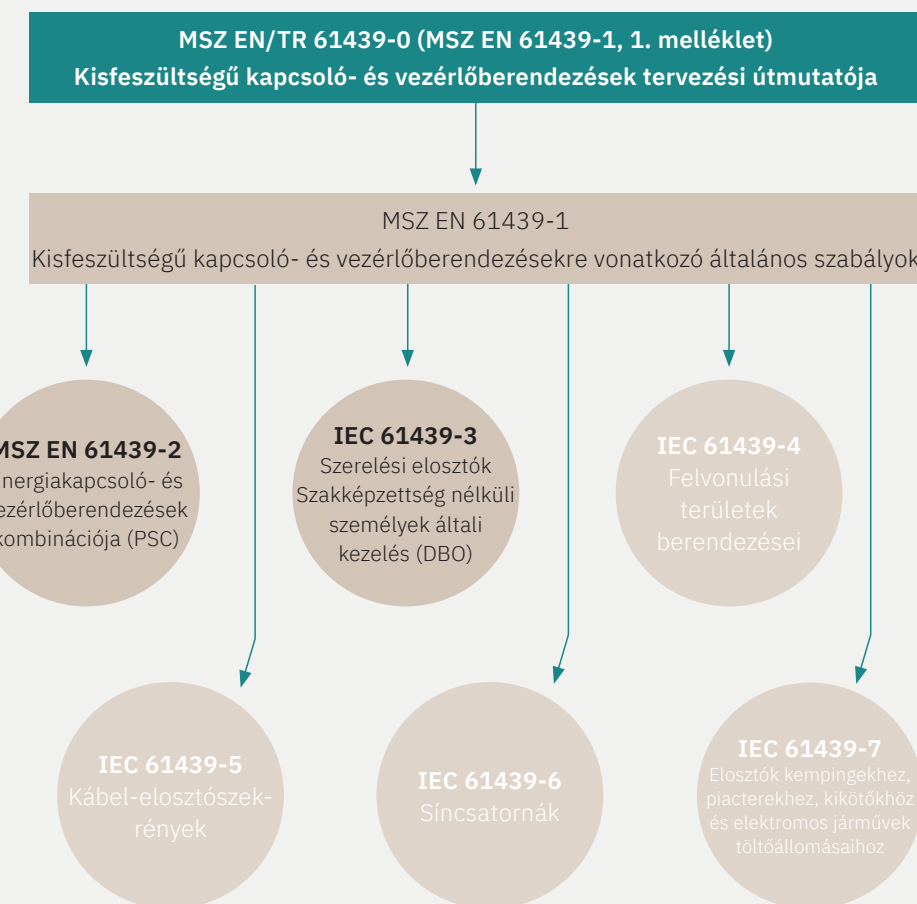 MSZ EN/TR 61439-0 (MSZ EN 61439-1, 1. melléklet)
Kisfeszültségű kapcsoló- és vezérlőberendezések tervezési útmutatója
MSZ EN 61439-1
Kisfeszültségű kapcsoló- és vezérlőberendezésekre vonatkozó általános szabályok
MSZ EN 61439-2
nergiakapcsoló- és
ezérlőberendezések
kombinációja (PSC)
IEC 61439-3
Szerelési elosztók
Szakképzettség nélküli
személyek általi
kezelés (DBO)
IEC 61439-4
Felvonulási
területek
berendezései
IEC 61439-5
Kábel-elosztószek-
rények
IEC 61439-6
Síncsatornák
IEC 61439-7
Elosztók kempingekhez,
piacterekhez, kikötőkhöz
és elektromos járművek
töltőállomásaihoz